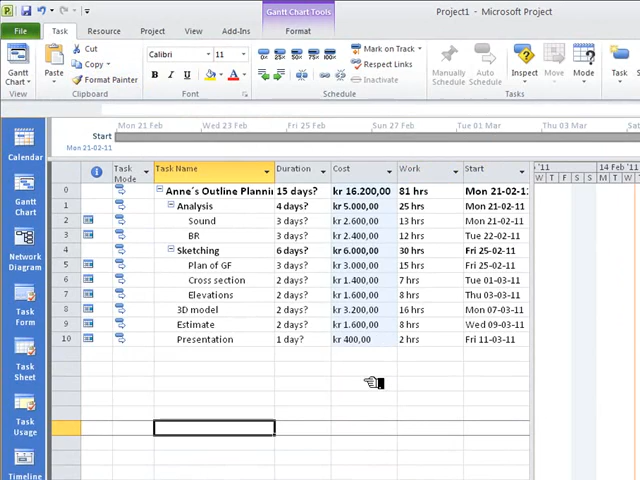 Gantt Chart Tools
Project1 - Microsoft Project
File Task Resource Project View Add-Ins Format
Gantt Chart
View
Paste
Cut
Copy
Format Painter
Clipboard
Calibri 11
B I U
Font
0% 25% 50% 75% 100%
Mark on Track
Respect Links
Inactivate
Schedule
Manually Schedule
Auto Schedule
Inspect
Move
Mode
Tasks
Task
Mon 21 Feb Wed 23 Feb Fri 25 Feb Sun 27 Feb Tue 01 Mar Thu 03 Mar Sat 05 Mar
Start
Mon 21-02-11
Calendar
Gantt Chart
Network Diagram
Task Form
Task Sheet
Task Usage
Timeline
Task Mode Task Name Duration Cost Work Start
'11 14 Feb '11
W T F S S M T W
0 Anne´s Outline Plannin 15 days? kr 16.200,00 81 hrs Mon 21-02-11
1 Analysis 4 days? kr 5.000,00 25 hrs Mon 21-02-11
2 Sound 3 days? kr 2.600,00 13 hrs Mon 21-02-11
3 BR 3 days? kr 2.400,00 12 hrs Tue 22-02-11
4 Sketching 6 days? kr 6.000,00 30 hrs Fri 25-02-11
5 Plan of GF 3 days? kr 3.000,00 15 hrs Fri 25-02-11
6 Cross section 2 days? kr 1.400,00 7 hrs Tue 01-03-11
7 Elevations 2 days? kr 1.600,00 8 hrs Thu 03-03-11
8 3D model 2 days? kr 3.200,00 16 hrs Mon 07-03-11
9 Estimate 2 days? kr 1.600,00 8 hrs Wed 09-03-11
10 Presentation 1 day? kr 400,00 2 hrs Fri 11-03-11